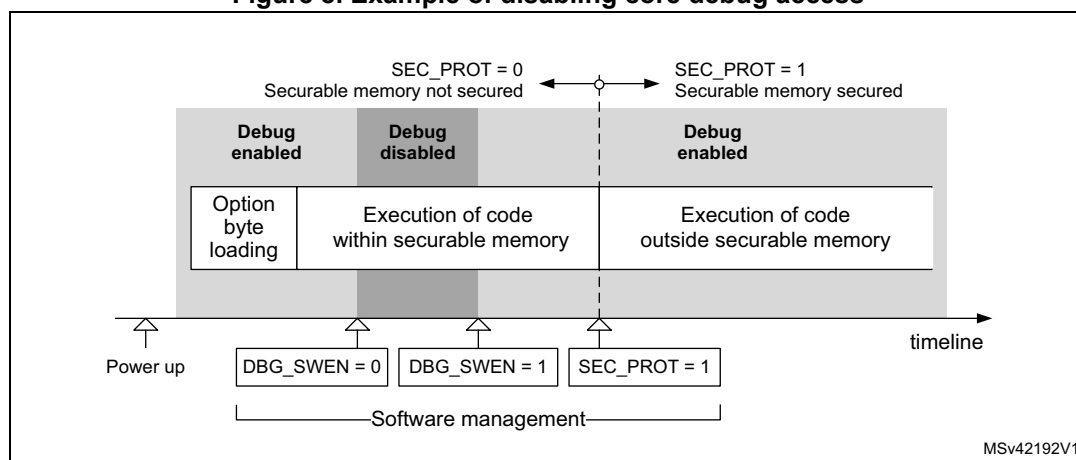 Figure 3. Example of disabling core debug access
SEC_PROT = 0
Securable memory not secured
SEC_PROT = 1
Securable memory secured
Debug
enabled
Debug
disabled
Debug
enabled
Option
byte
loading
Execution of code
within securable memory
Execution of code
outside securable memory
timeline
Power up
DBG_SWEN = 0
DBG_SWEN = 1
SEC_PROT = 1
Software management
MSv42192V1